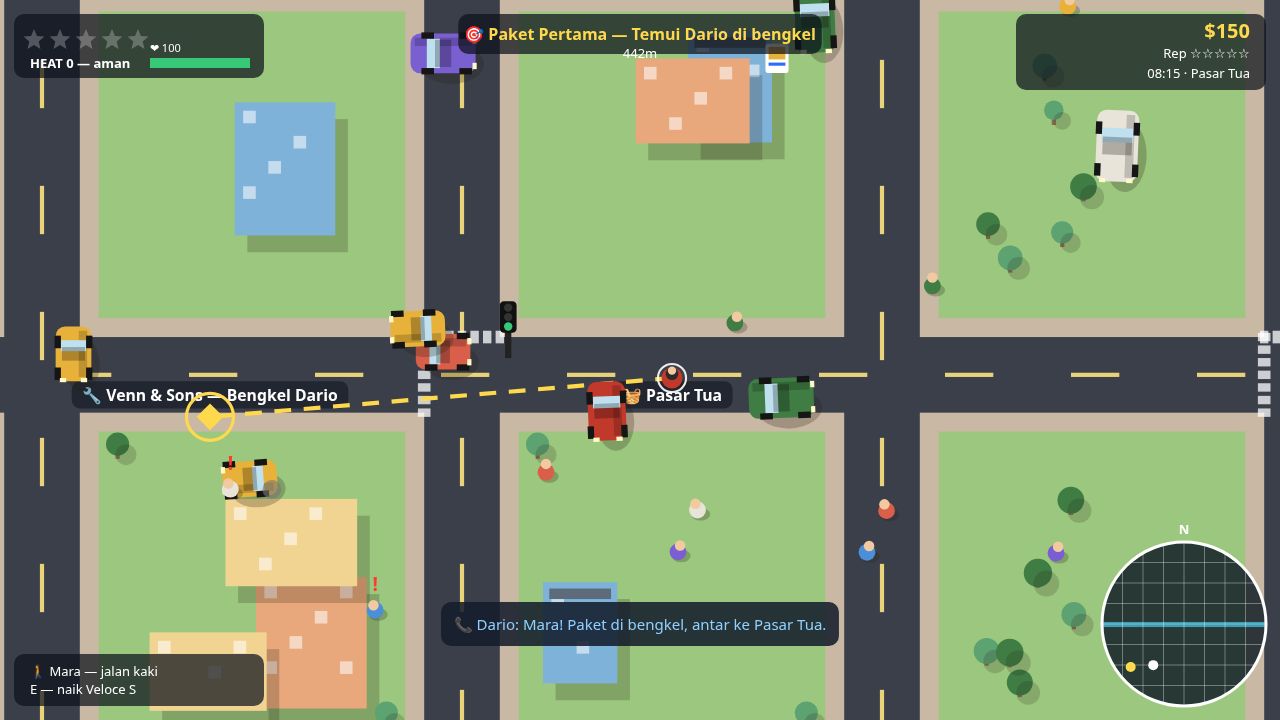 ❤ 100
HEAT 0 — aman
🎯 Paket Pertama — Temui Dario di bengkel
442m
$150
Rep ☆☆☆☆☆
08:15 · Pasar Tua
🔧 Venn & Sons — Bengkel Dario
🧺 Pasar Tua
❗
❗
N
📞 Dario: Mara! Paket di bengkel, antar ke Pasar Tua.
🚶 Mara — jalan kaki
E — naik Veloce S